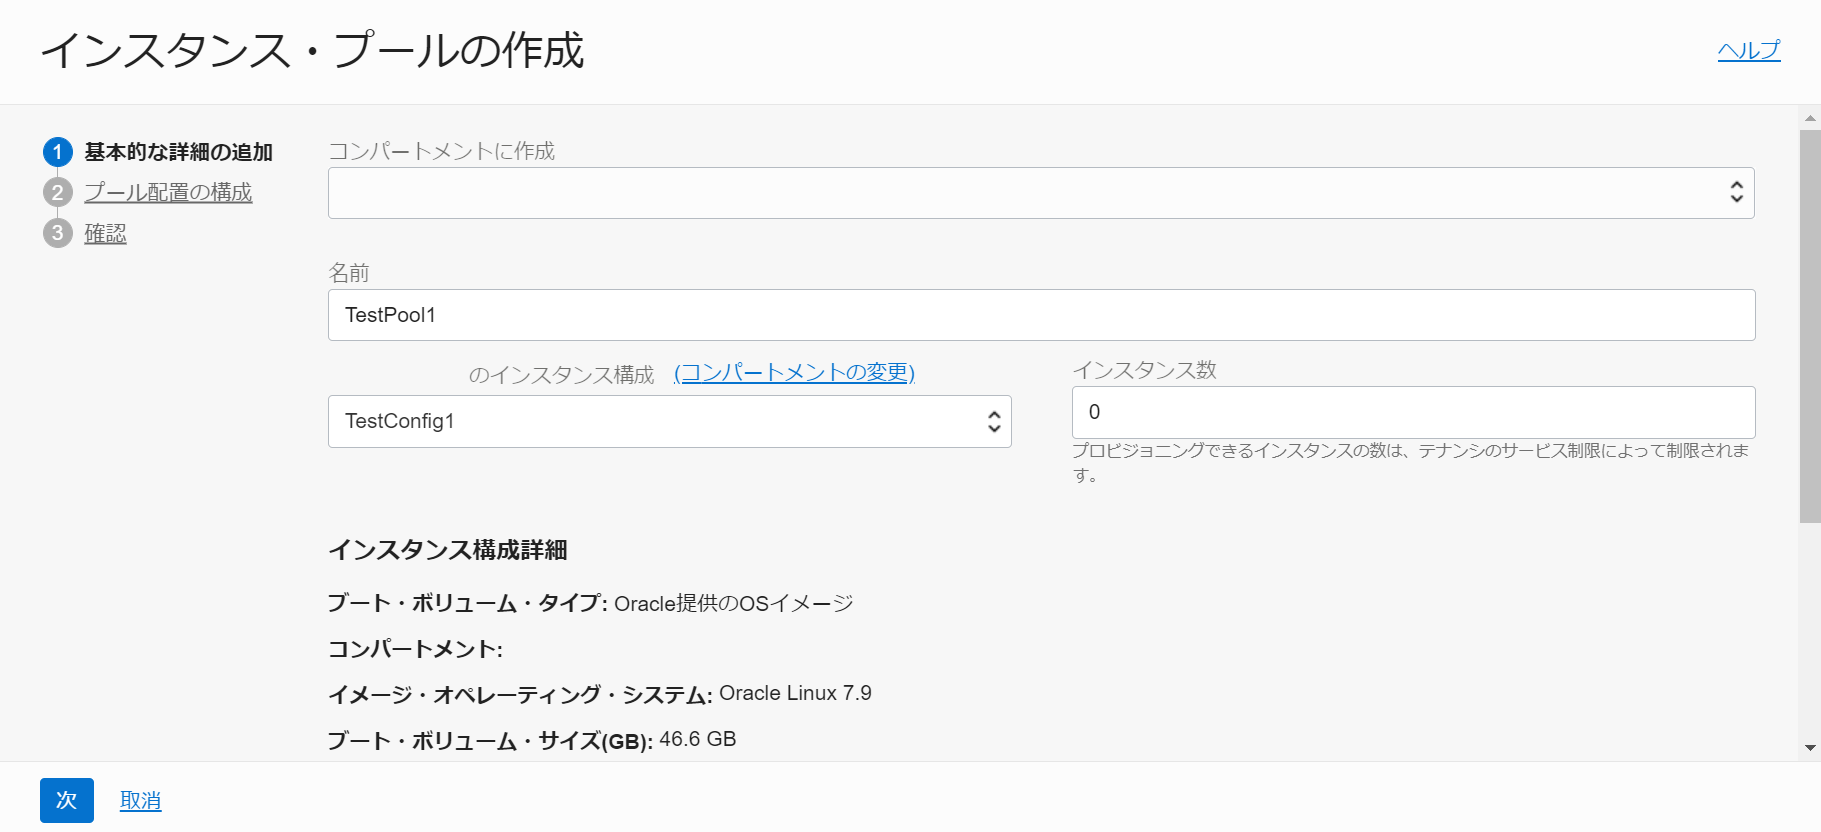 インスタンス・プールの作成
ヘルプ
1 基本的な詳細の追加
2 プール配置の構成
3 確認
コンパートメントに作成
名前
TestPool1
のインスタンス構成 (コンパートメントの変更)
TestConfig1
インスタンス数
0
プロビジョニングできるインスタンスの数は、テナンシのサービス制限によって制限されま
す。
インスタンス構成詳細
ブート・ボリューム・タイプ: Oracle提供のOSイメージ
コンパートメント:
イメージ・オペレーティング・システム: Oracle Linux 7.9
ブート・ボリューム・サイズ(GB): 46.6 GB
次 取消